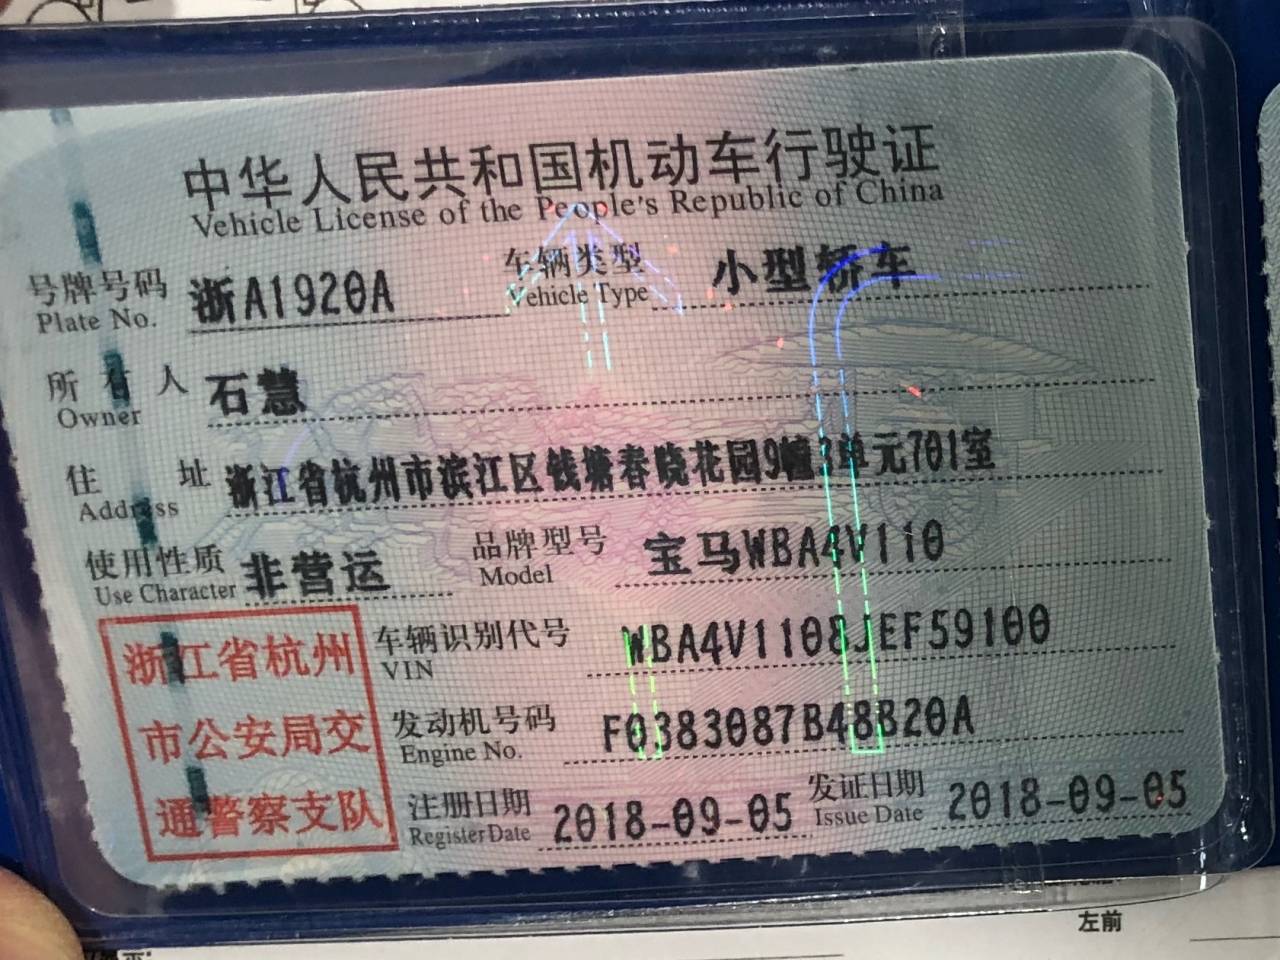 中华人民共和国机动车行驶证
Vehicle License of the People's Republic of China
号牌号码 浙A1920A 车辆类型 小型轿车
Plate No. Vehicle Type
所有人 石慧
Owner
住址 浙江省杭州市滨江区钱塘春晓花园9幢3单元701室
Address
使用性质 非营运 品牌型号 宝马WBA4V110
Use Character Model
浙江省杭州
市公安局交
通警察支队
车辆识别代号 WBA4V1108JEF59100
VIN
发动机号码 F0383087B48B20A
Engine No.
注册日期 2018-09-05 发证日期 2018-09-05
Register Date Issue Date
左前